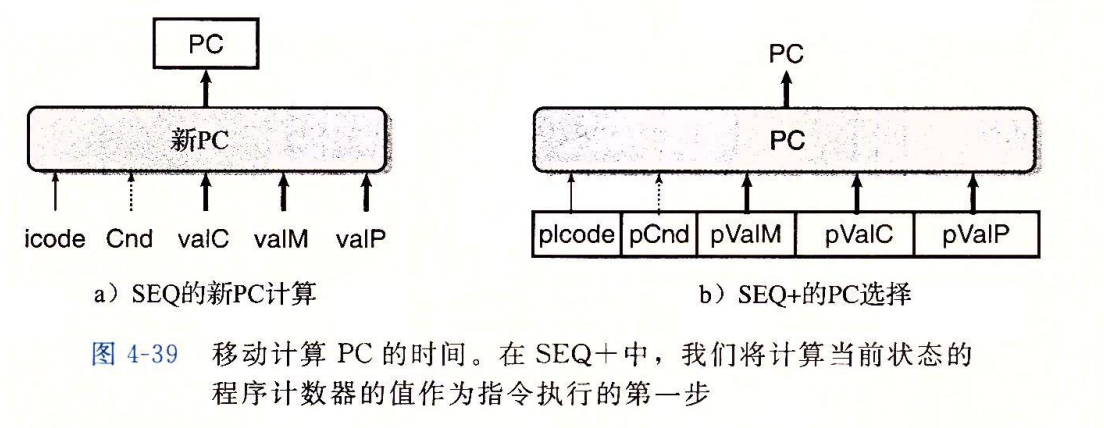 PC
新PC
icode Cnd valC valM valP
a）SEQ的新PC计算
PC
PC
pIcode pCnd pValM pValC pValP
b）SEQ+的PC选择
图 4-39 移动计算 PC 的时间。在 SEQ+中，我们将计算当前状态的
程序计数器的值作为指令执行的第一步